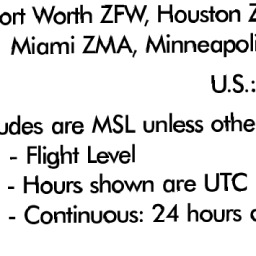 ort Worth ZFW, Houston Z
Miami ZMA, Minneapoli
U.S.:
udes are MSL unless othe
- Flight Level
- Hours shown are UTC
- Continuous: 24 hours